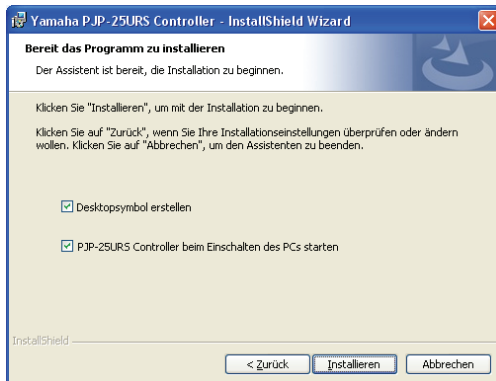 Yamaha PJP-25URS Controller - InstallShield Wizard
Bereit das Programm zu installieren
Der Assistent ist bereit, die Installation zu beginnen.
Klicken Sie "Installieren", um mit der Installation zu beginnen.
Klicken Sie auf "Zurück", wenn Sie Ihre Installationseinstellungen überprüfen oder ändern
wollen. Klicken Sie auf "Abbrechen", um den Assistenten zu beenden.
Desktopsymbol erstellen
PJP-25URS Controller beim Einschalten des PCs starten
InstallShield
< Zurück Installieren Abbrechen